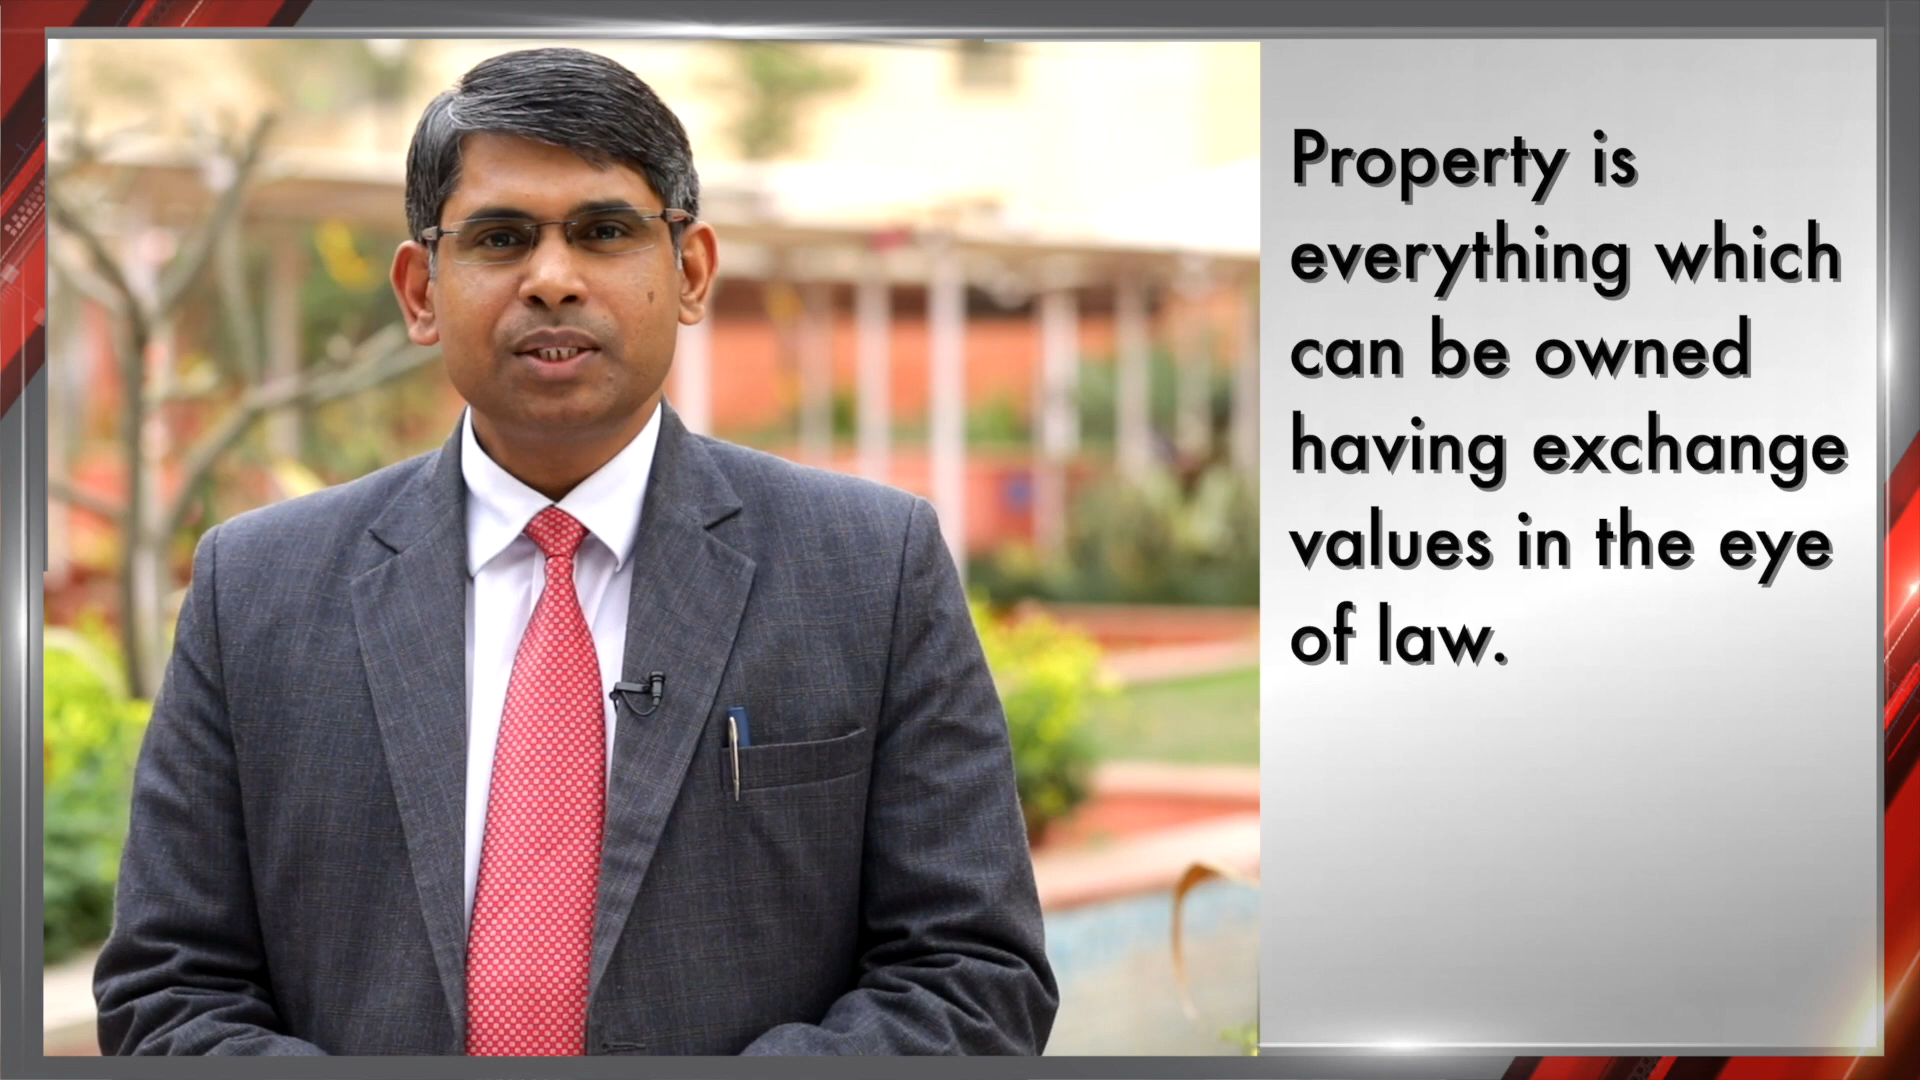 Property is
everything which
can be owned
having exchange
values in the eye
of law.